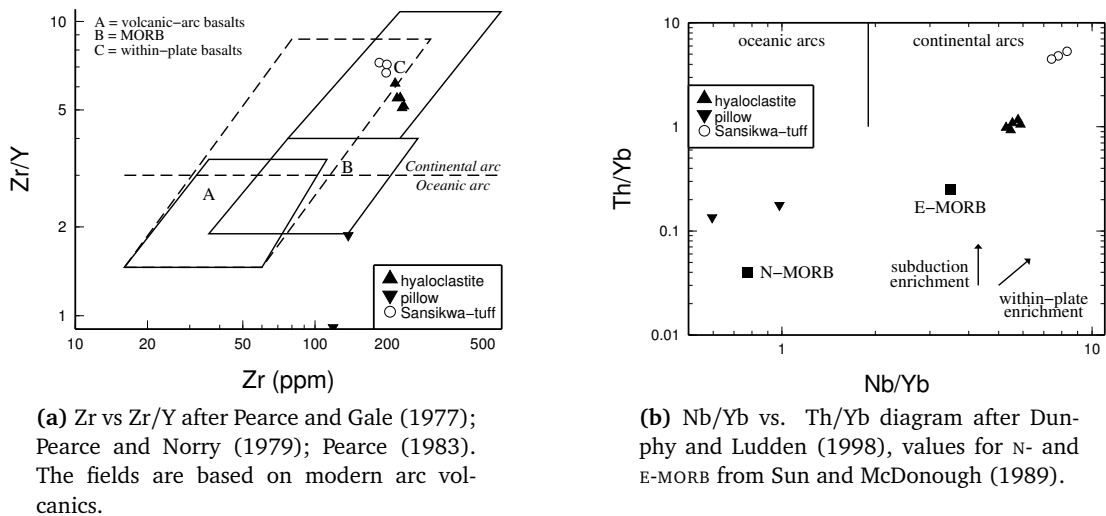 10
5
2
1
10
20
50
100
200
500
Zr/Y
Zr (ppm)
A = volcanic−arc basalts
B = MORB
C = within−plate basalts
C
B
A
Continental arc
Oceanic arc
hyaloclastite
pillow
Sansikwa−tuff
(a) Zr vs Zr/Y after Pearce and Gale (1977);
Pearce and Norry (1979); Pearce (1983).
The fields are based on modern arc vol-
canics.
10
1
0.1
0.01
1
10
Th/Yb
Nb/Yb
oceanic arcs
continental arcs
hyaloclastite
pillow
Sansikwa−tuff
E−MORB
N−MORB
subduction
enrichment
within−plate
enrichment
(b) Nb/Yb vs. Th/Yb diagram after Dun-
phy and Ludden (1998), values for N- and
E-MORB from Sun and McDonough (1989).